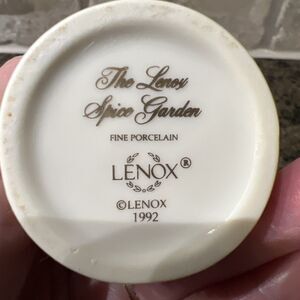 The Lenox
Spice Garden
FINE PORCELAIN
LENOX®
©LENOX
1992